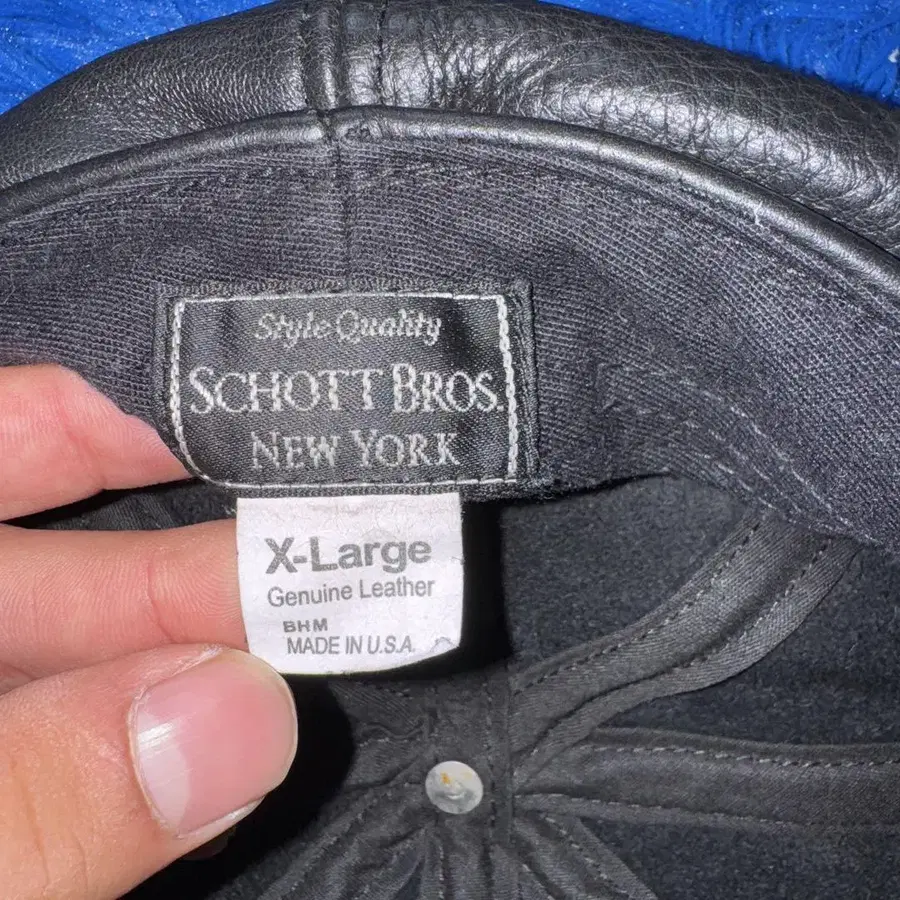 Style Quality
SCHOTT BROS.
NEW YORK
X-Large
Genuine Leather
BHM
MADE IN U.S.A.